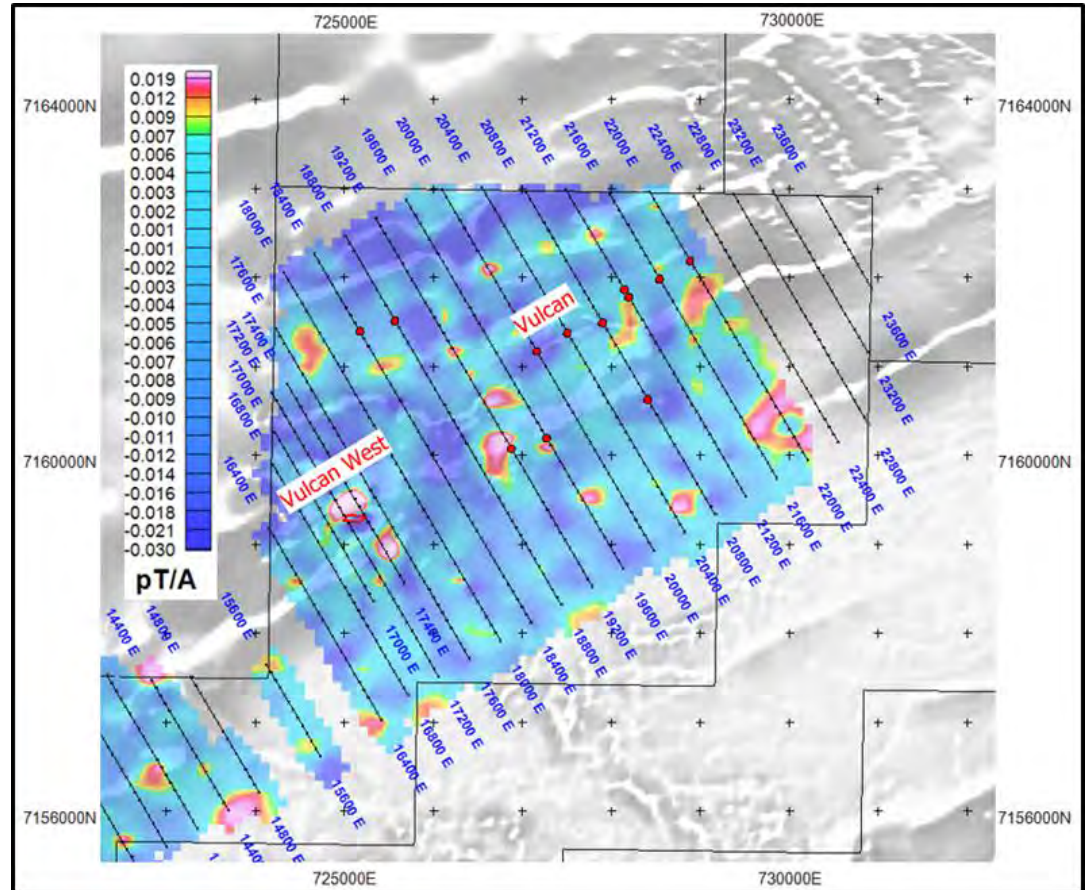 725000E
730000E
7164000N
7164000N
0.019
0.012
0.009
0.007
0.006
0.004
0.003
0.002
0.001
-0.001
-0.002
-0.003
-0.004
-0.005
-0.006
-0.007
-0.008
-0.009
-0.010
-0.011
-0.012
-0.014
-0.016
-0.018
-0.021
-0.030
pT/A
16400 E
16800 E
17000 E
17200 E
17400 E
17600 E
18000 E
18400 E
18800 E
19200 E
19600 E
20000 E
20400 E
20800 E
21200 E
21600 E
22000 E
22400 E
22800 E
23200 E
23600 E
Vulcan
Vulcan West
7160000N
7160000N
23600 E
23200 E
22800 E
22400 E
22000 E
21600 E
21200 E
20800 E
20400 E
20000 E
19600 E
19200 E
18800 E
18400 E
18000 E
17600 E
17400 E
17200 E
17000 E
16800 E
16400 E
14400 E
14800 E
15600 E
15600 E
14800 E
1440
1
7156000N
7156000N
725000E
730000E